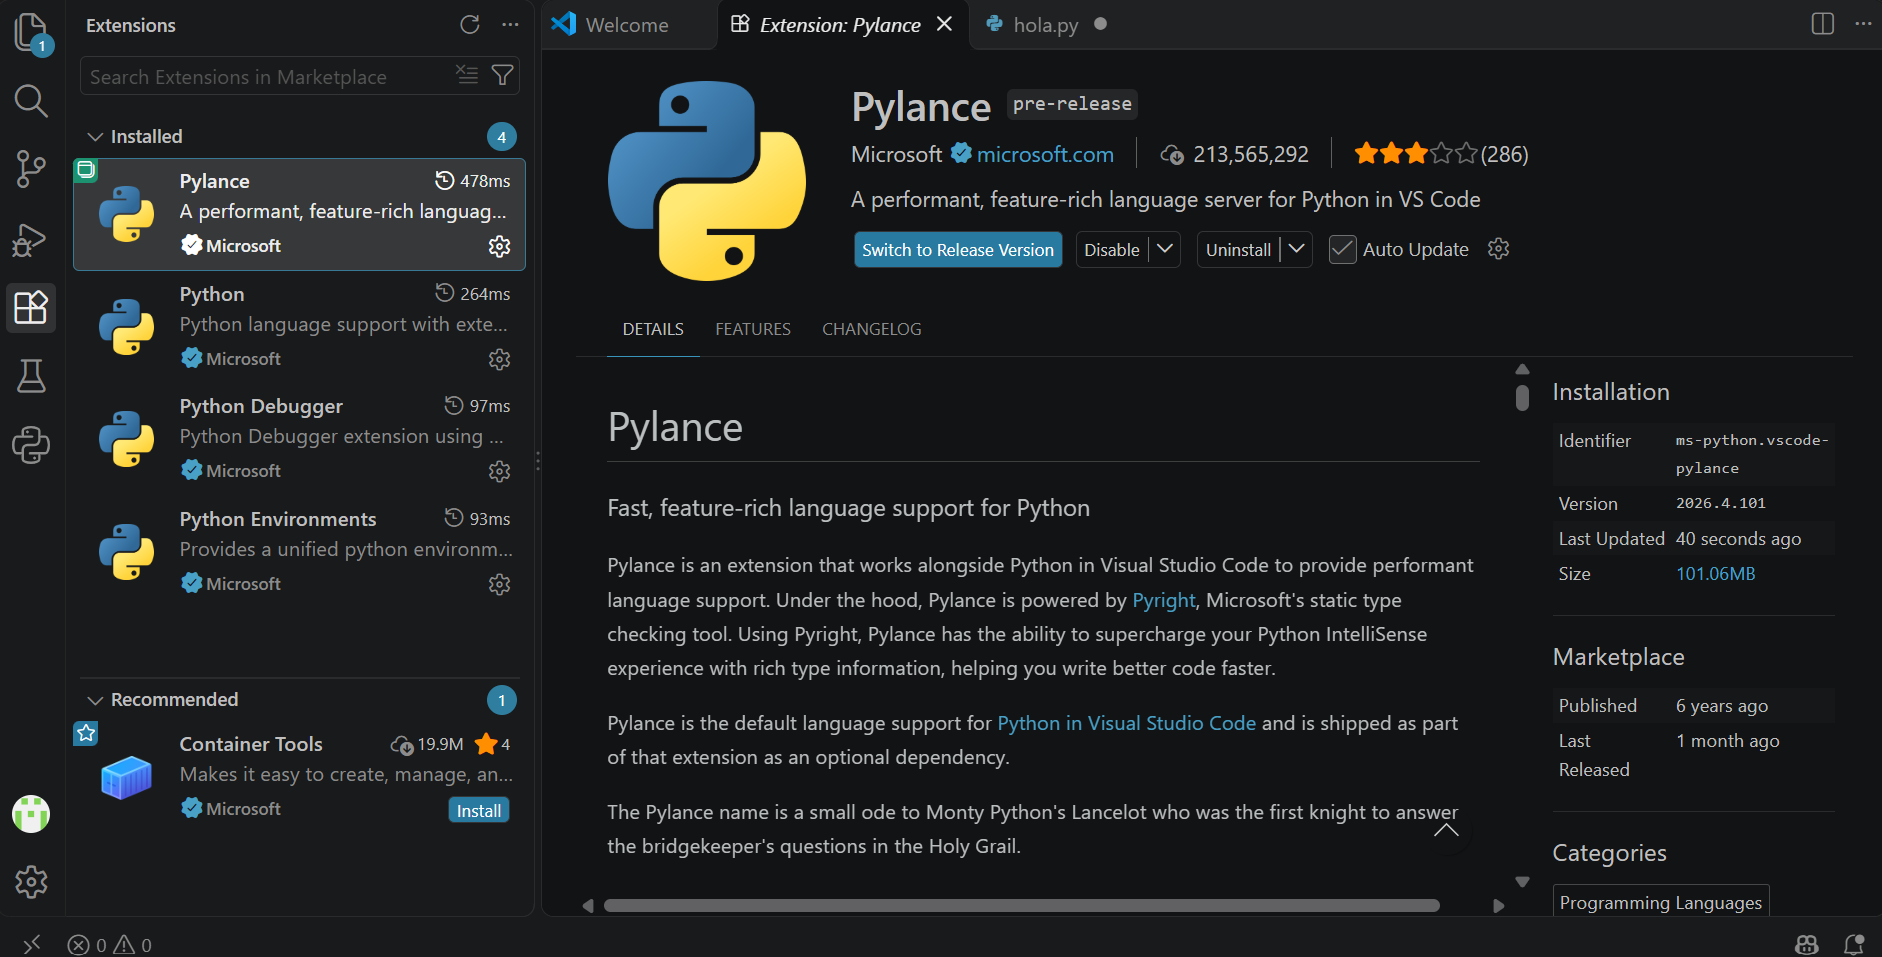 1
Extensions
Search Extensions in Marketplace
Installed
4
Pylance
478ms
A performant, feature-rich languag...
Microsoft
Python
264ms
Python language support with exte...
Microsoft
Python Debugger
97ms
Python Debugger extension using ...
Microsoft
Python Environments
93ms
Provides a unified python environm...
Microsoft
Recommended
1
Container Tools
19.9M
4
Makes it easy to create, manage, an...
Microsoft
Install
Welcome
Extension: Pylance
hola.py
Pylance
pre-release
Microsoft
microsoft.com
213,565,292
(286)
A performant, feature-rich language server for Python in VS Code
Switch to Release Version
Disable
Uninstall
Auto Update
DETAILS
FEATURES
CHANGELOG
Pylance
Fast, feature-rich language support for Python
Pylance is an extension that works alongside Python in Visual Studio Code to provide performant
language support. Under the hood, Pylance is powered by Pyright, Microsoft's static type
checking tool. Using Pyright, Pylance has the ability to supercharge your Python IntelliSense
experience with rich type information, helping you write better code faster.
Pylance is the default language support for Python in Visual Studio Code and is shipped as part
of that extension as an optional dependency.
The Pylance name is a small ode to Monty Python's Lancelot who was the first knight to answer
the bridgekeeper's questions in the Holy Grail.
Installation
Identifier
ms-python.vscode-
pylance
Version
2026.4.101
Last Updated
40 seconds ago
Size
101.06MB
Marketplace
Published
6 years ago
Last
Released
1 month ago
Categories
Programming Languages
0
0